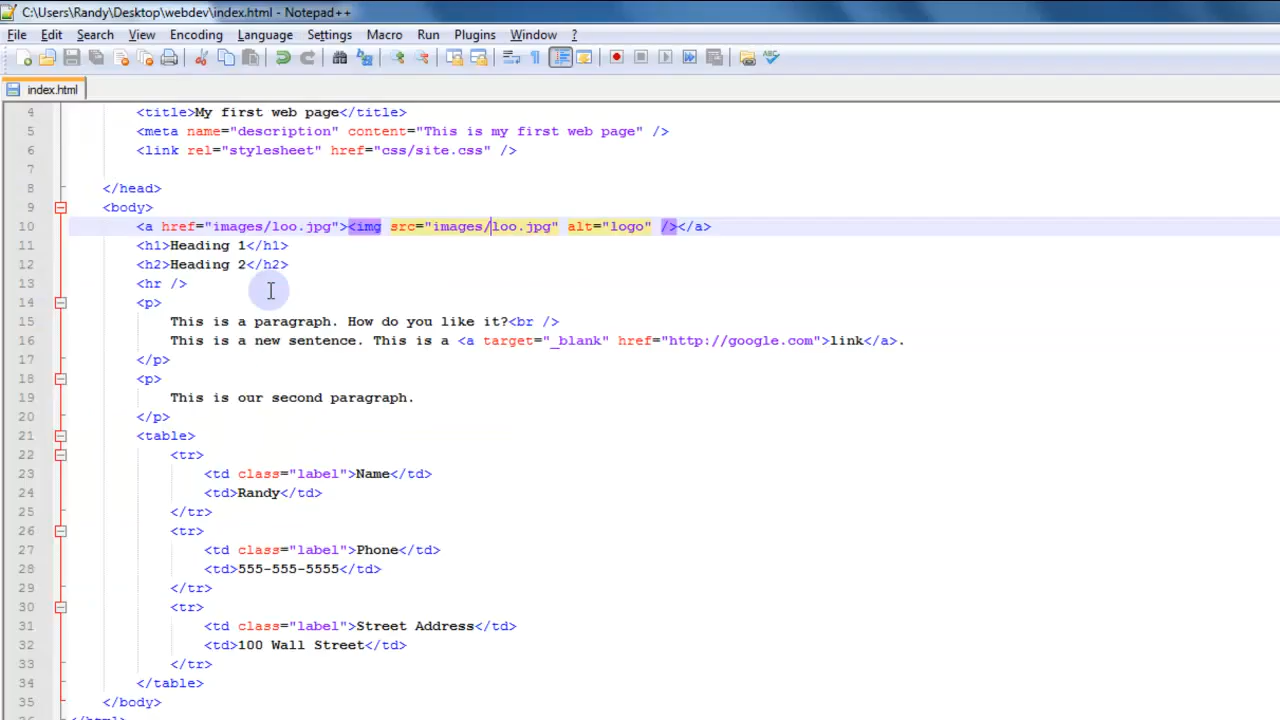 C:\Users\Randy\Desktop\webdev\index.html - Notepad++
File Edit Search View Encoding Language Settings Macro Run Plugins Window ?
index.html
4 <title>My first web page</title>
5 <meta name="description" content="This is my first web page" />
6 <link rel="stylesheet" href="css/site.css" />
7
8 </head>
9 <body>
10 <a href="images/loo.jpg"><img src="images/loo.jpg" alt="logo" /></a>
11 <h1>Heading 1</h1>
12 <h2>Heading 2</h2>
13 <hr />
14 <p>
15 This is a paragraph. How do you like it?<br />
16 This is a new sentence. This is a <a target="_blank" href="http://google.com">link</a>.
17 </p>
18 <p>
19 This is our second paragraph.
20 </p>
21 <table>
22 <tr>
23 <td class="label">Name</td>
24 <td>Randy</td>
25 </tr>
26 <tr>
27 <td class="label">Phone</td>
28 <td>555-555-5555</td>
29 </tr>
30 <tr>
31 <td class="label">Street Address</td>
32 <td>100 Wall Street</td>
33 </tr>
34 </table>
35 </body>